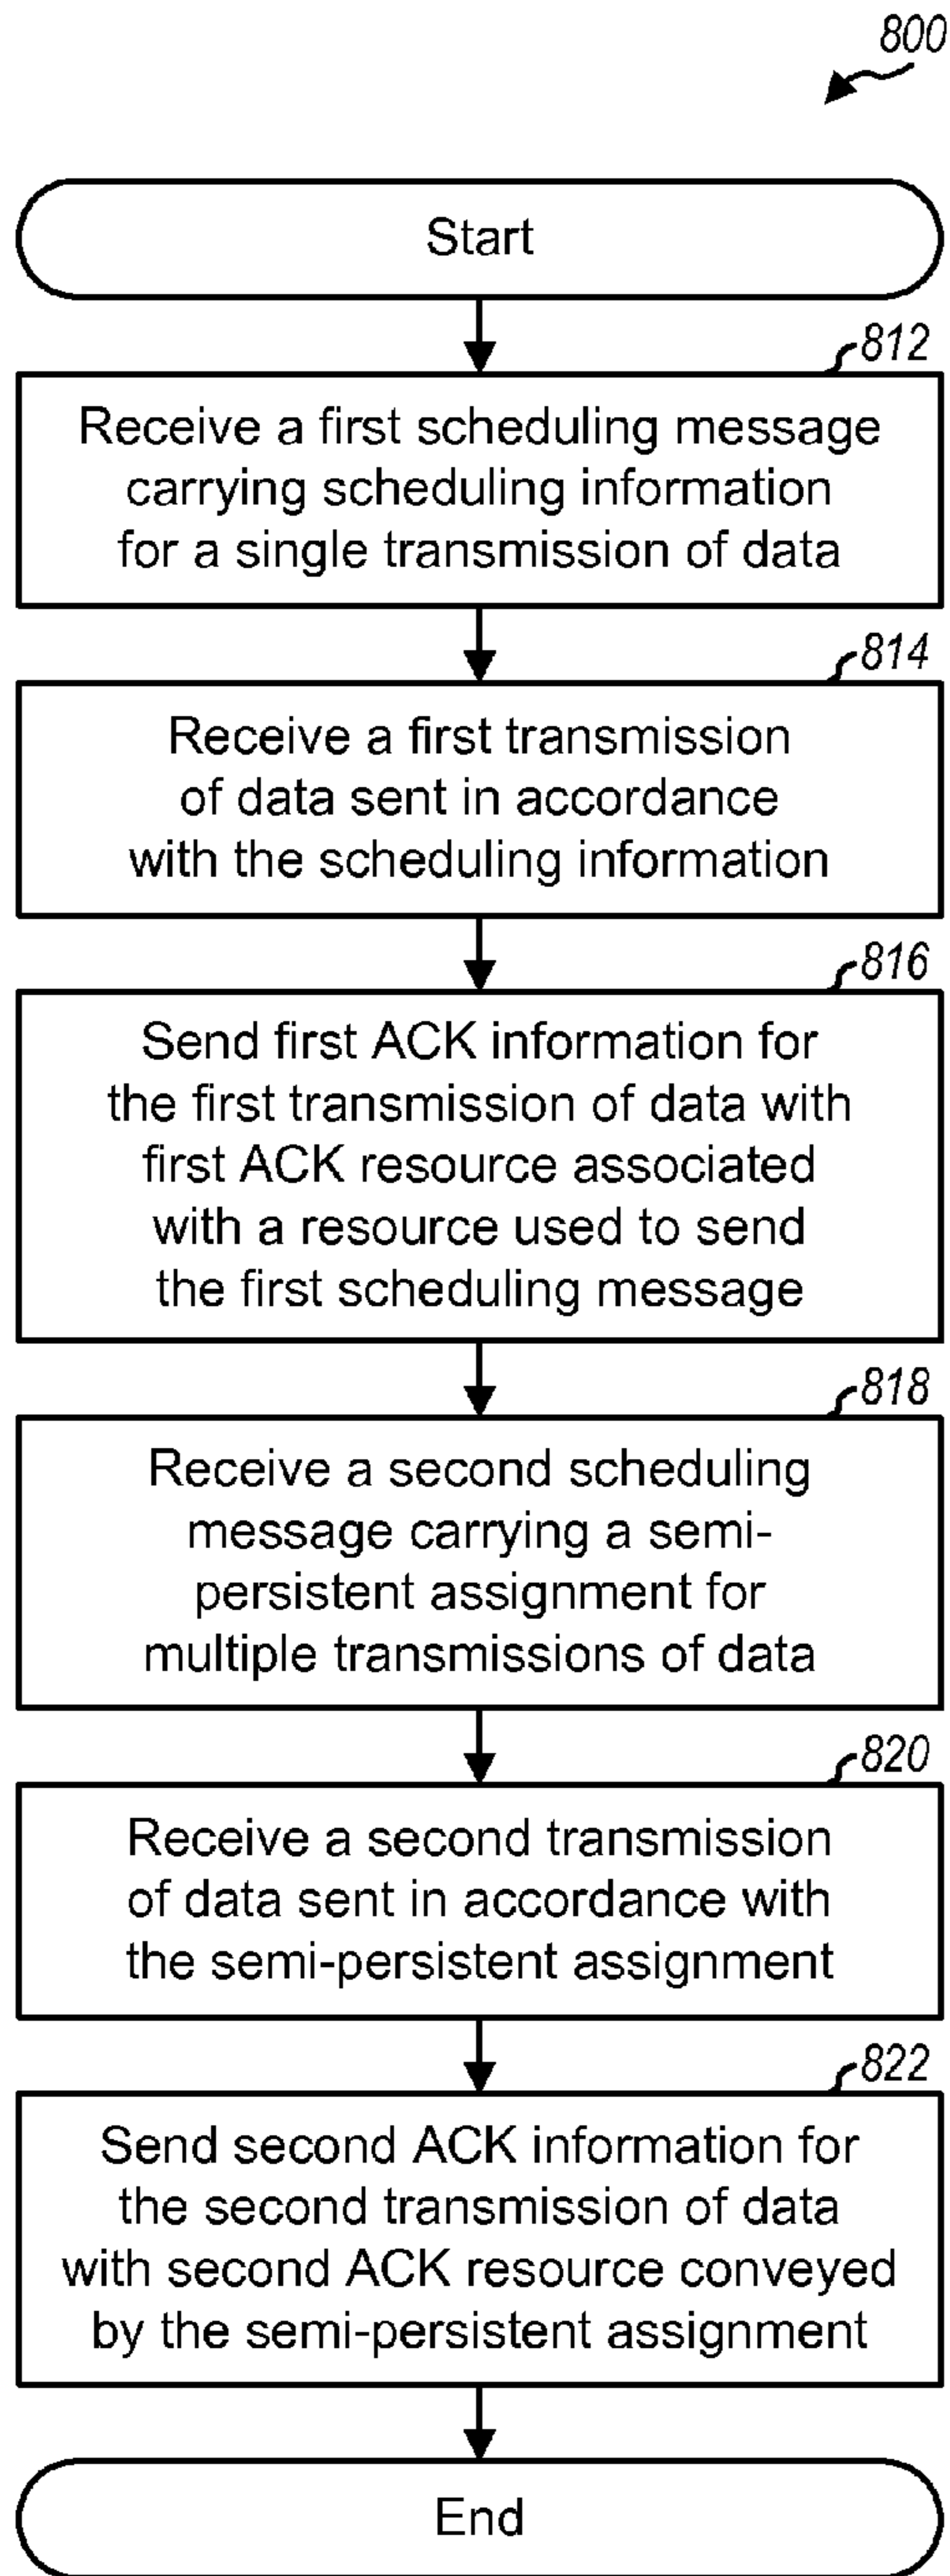 800
Start
812
Receive a first scheduling message
carrying scheduling information
for a single transmission of data
814
Receive a first transmission
of data sent in accordance
with the scheduling information
816
Send first ACK information for
the first transmission of data with
first ACK resource associated
with a resource used to send
the first scheduling message
818
Receive a second scheduling
message carrying a semi-
persistent assignment for
multiple transmissions of data
820
Receive a second transmission
of data sent in accordance with
the semi-persistent assignment
822
Send second ACK information for
the second transmission of data
with second ACK resource conveyed
by the semi-persistent assignment
End